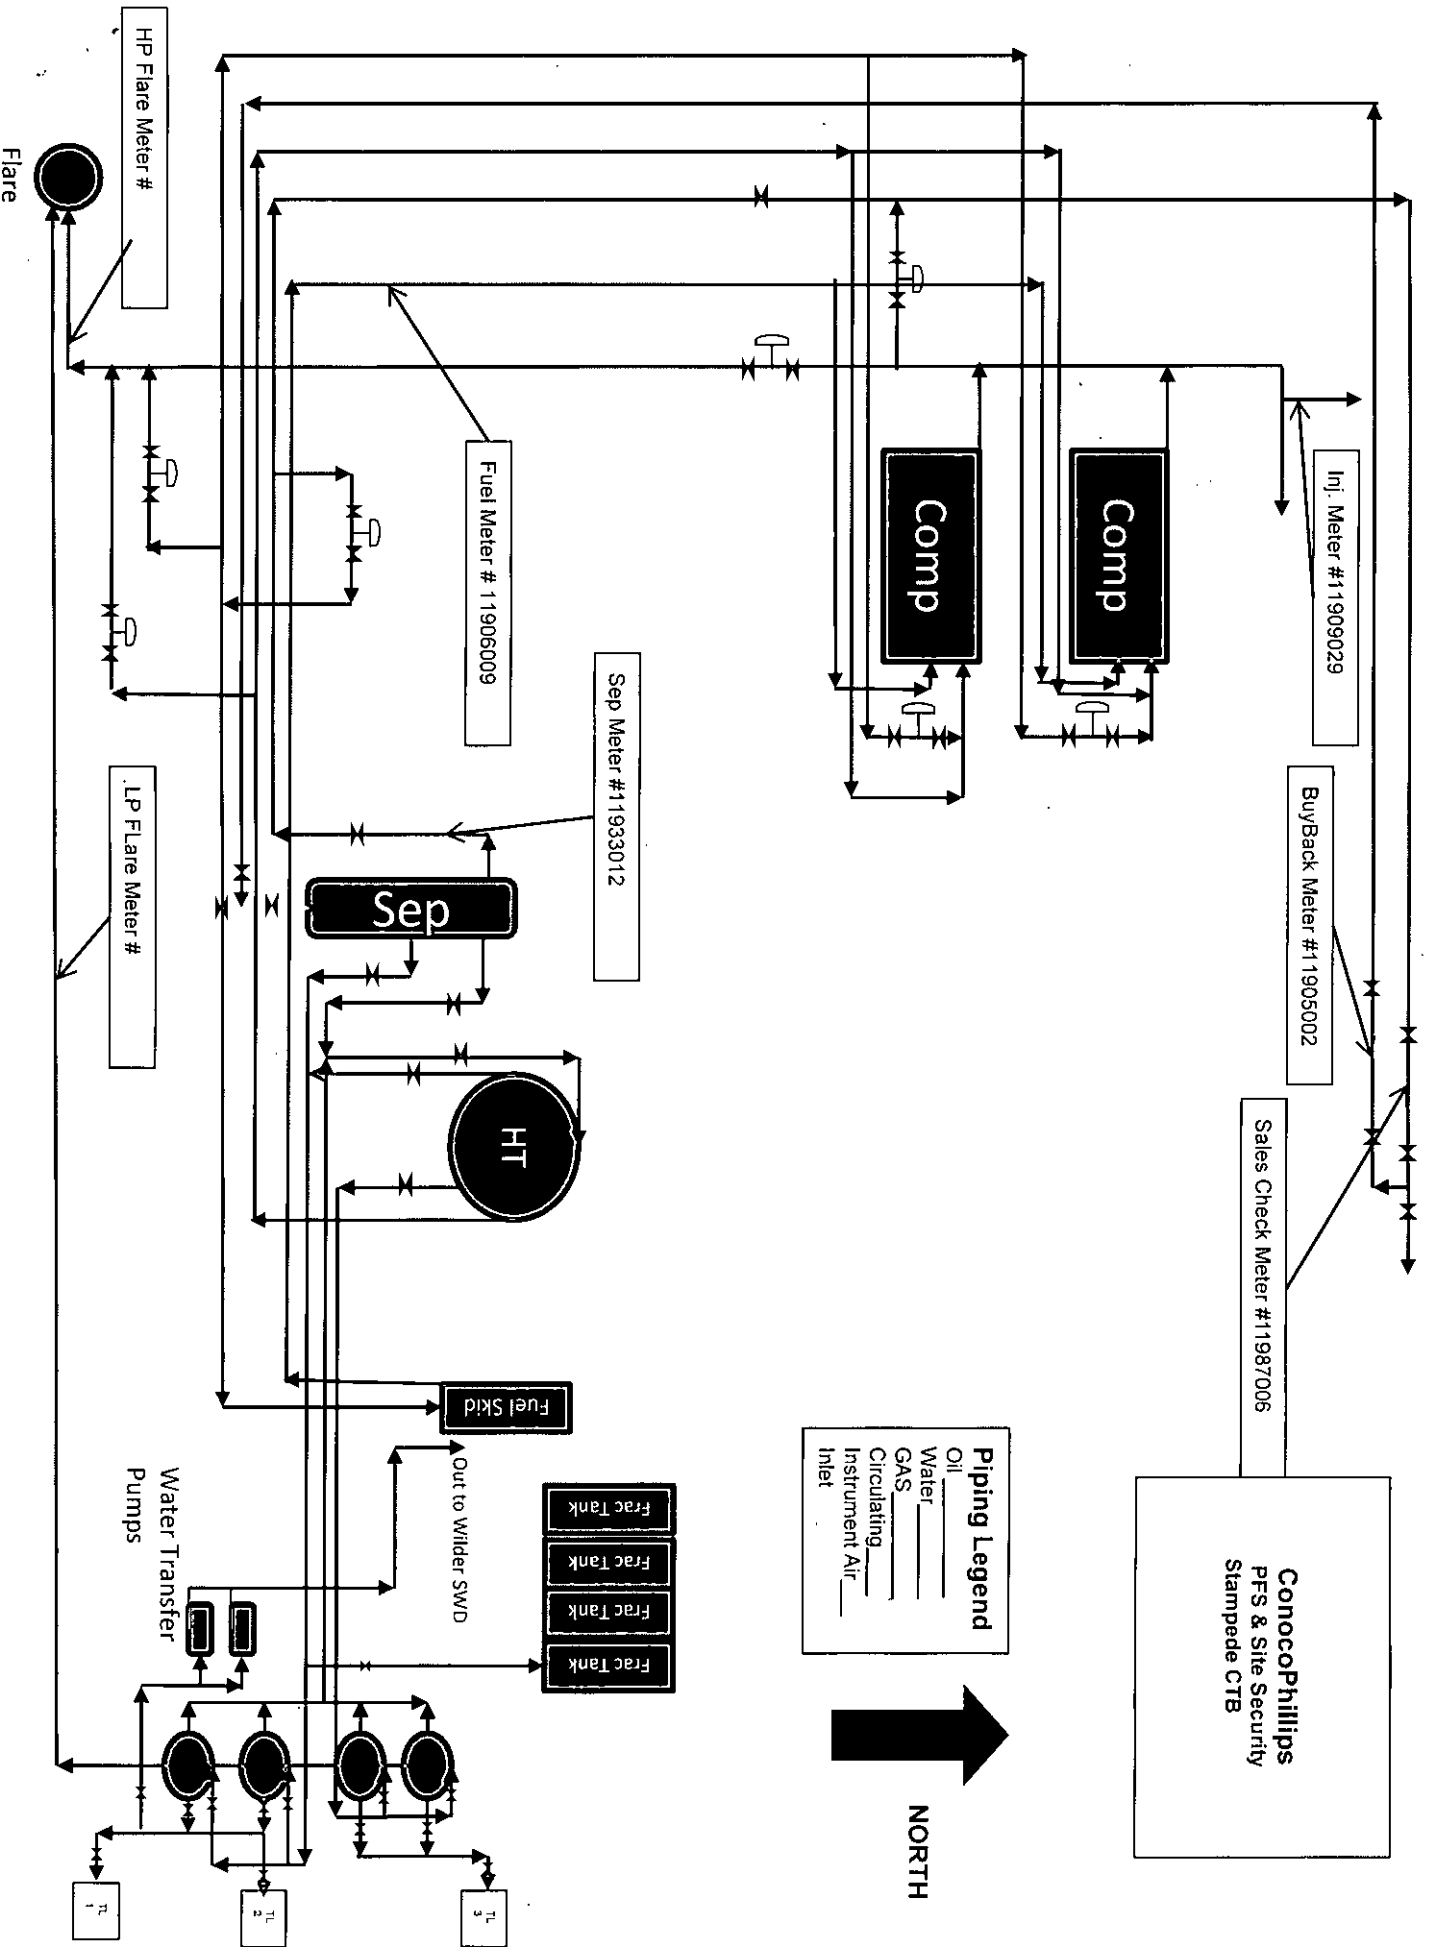 ConocoPhillips
PFS & Site Security
Stampede CTB
Inj. Meter #11909029
BuyBack Meter #11905002
Sales Check Meter #11987006
Comp
Comp
Piping Legend
Oil
Water
GAS
Circulating
Instrument Air
Inlet
NORTH
Sep Meter #11933012
Fuel Meter # 11906009
Sep
HT
Fuel Skid
Frac Tank
Frac Tank
Frac Tank
Frac Tank
Out to Wilder SWD
HP Flare Meter #
Flare
LP FLare Meter #
Water Transfer
Pumps
TL
3
TL
2
TL
1